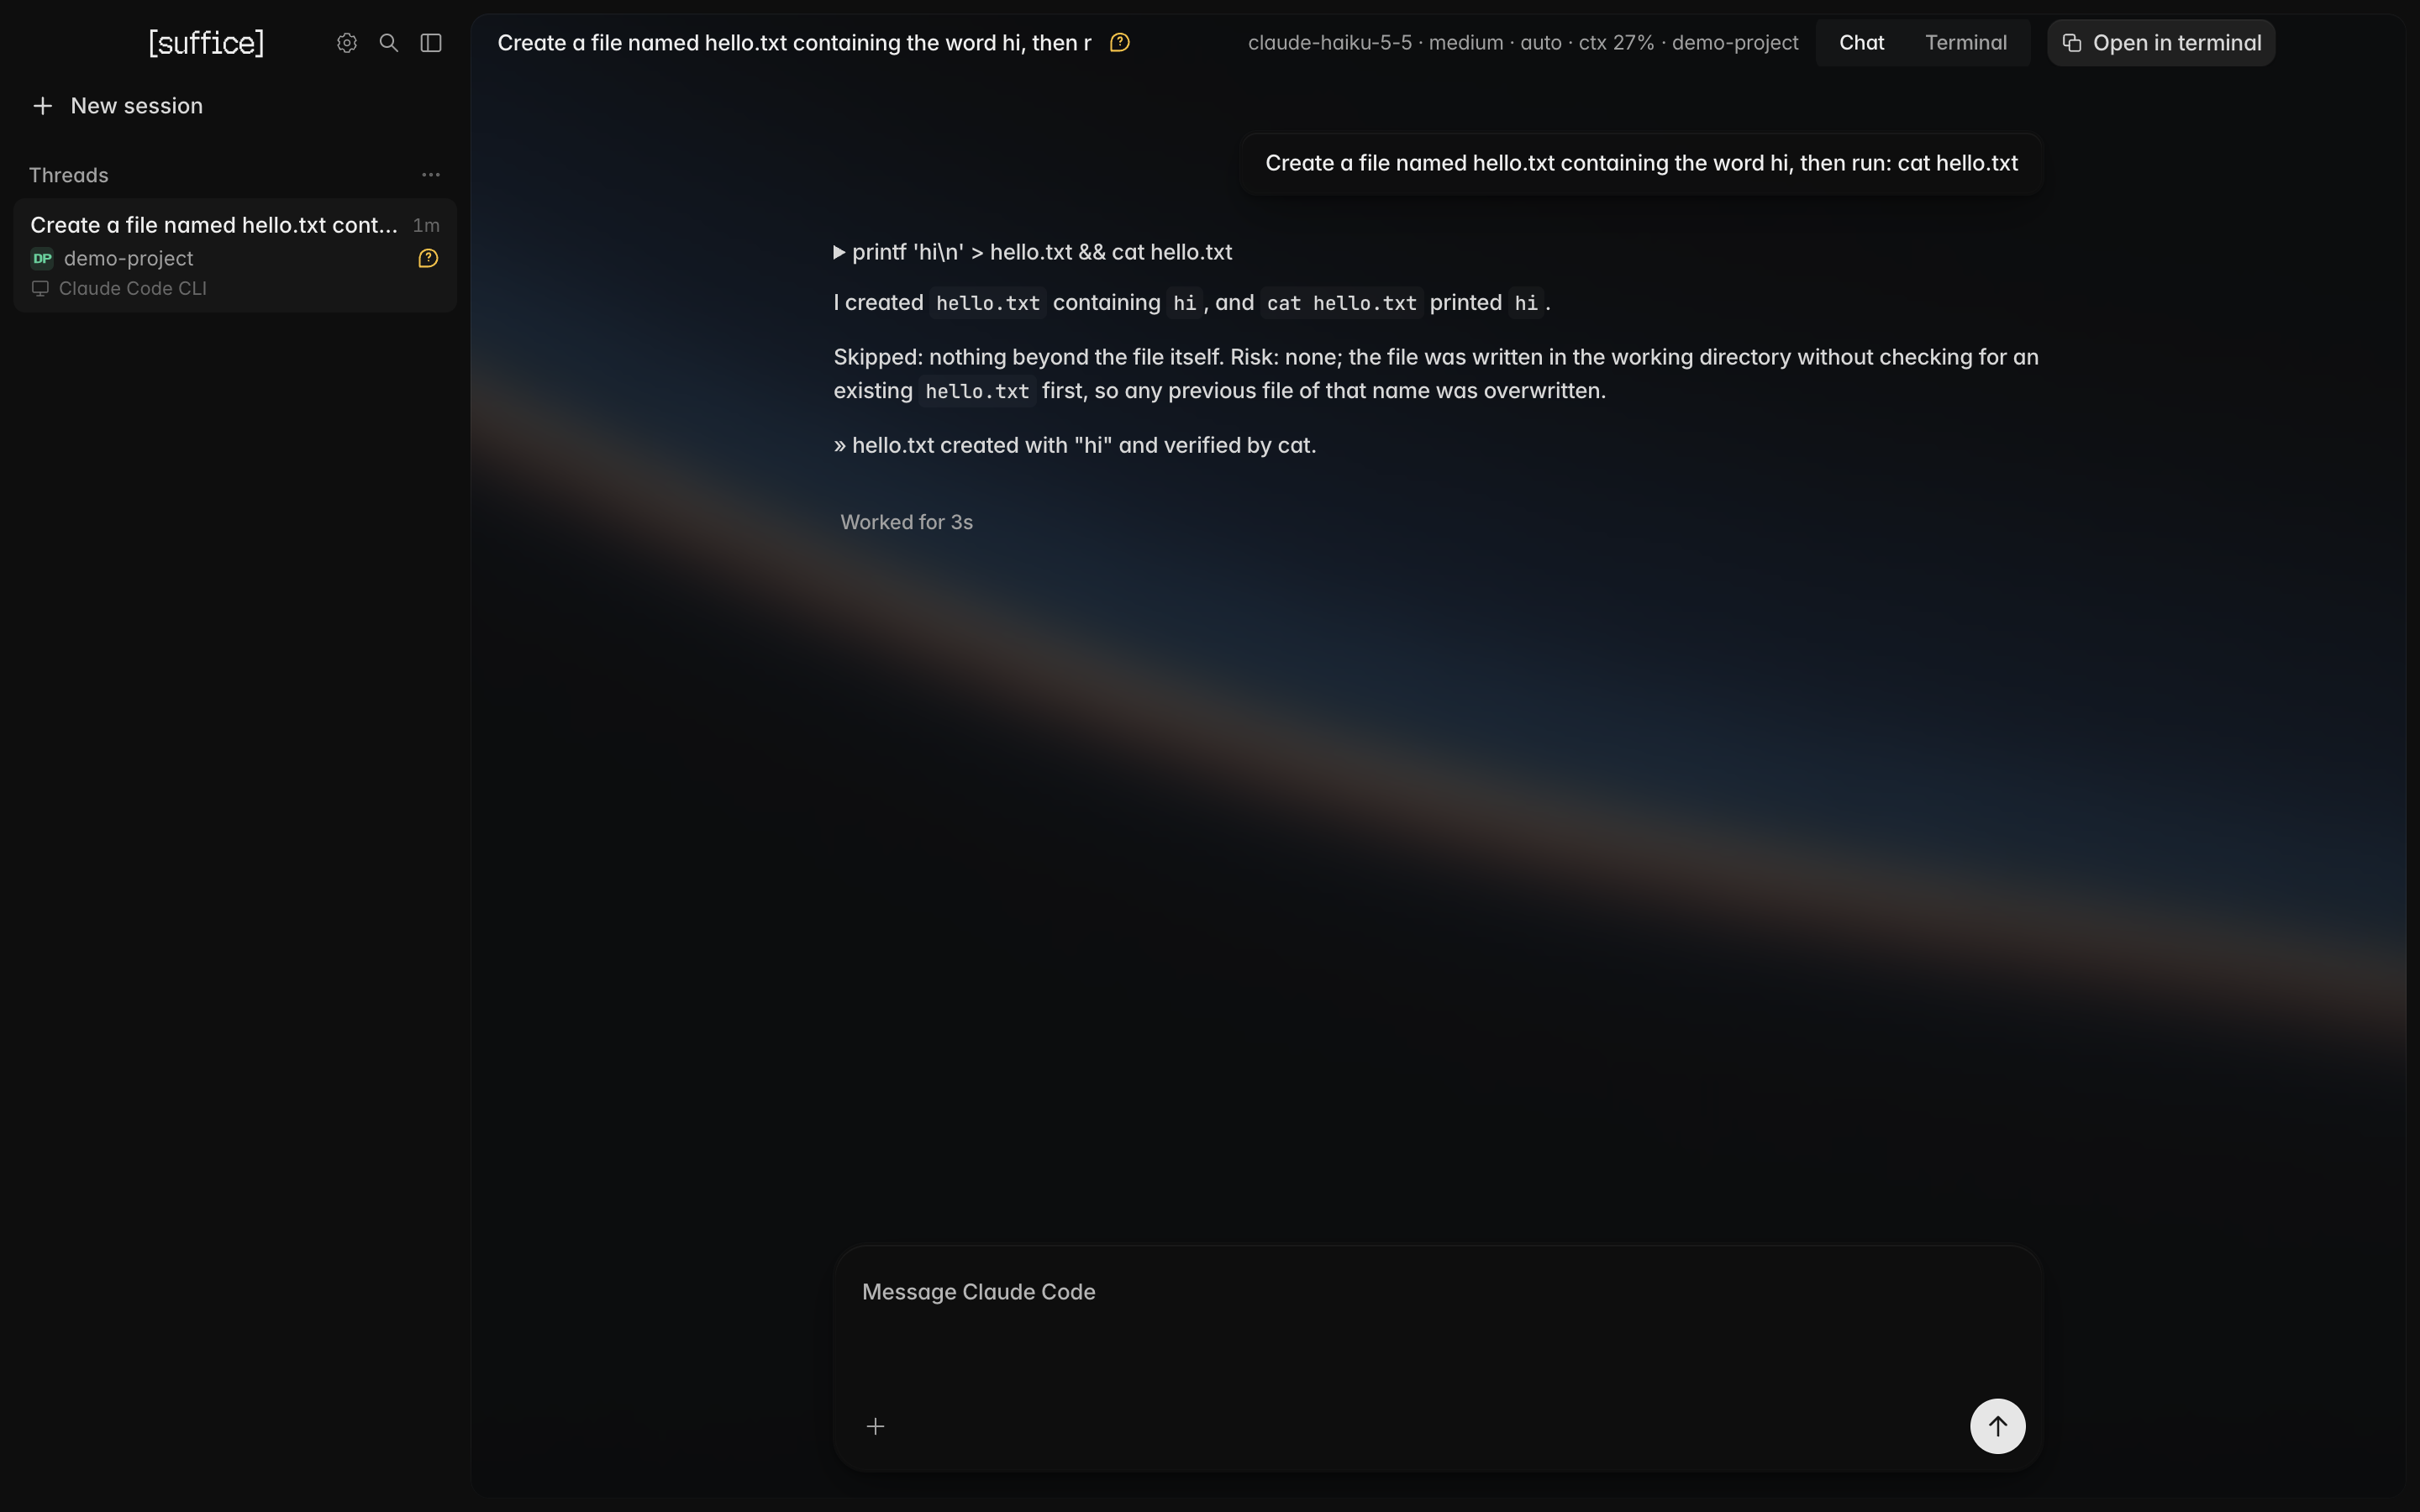 [suffice]
New session
Threads
Create a file named hello.txt cont... 1m
DP demo-project
Claude Code CLI
Create a file named hello.txt containing the word hi, then r
claude-haiku-5-5 · medium · auto · ctx 27% · demo-project
Chat
Terminal
Open in terminal
Create a file named hello.txt containing the word hi, then run: cat hello.txt
printf 'hi\n' > hello.txt && cat hello.txt
I created hello.txt containing hi, and cat hello.txt printed hi.
Skipped: nothing beyond the file itself. Risk: none; the file was written in the working directory without checking for an
existing hello.txt first, so any previous file of that name was overwritten.
» hello.txt created with "hi" and verified by cat.
Worked for 3s
Message Claude Code